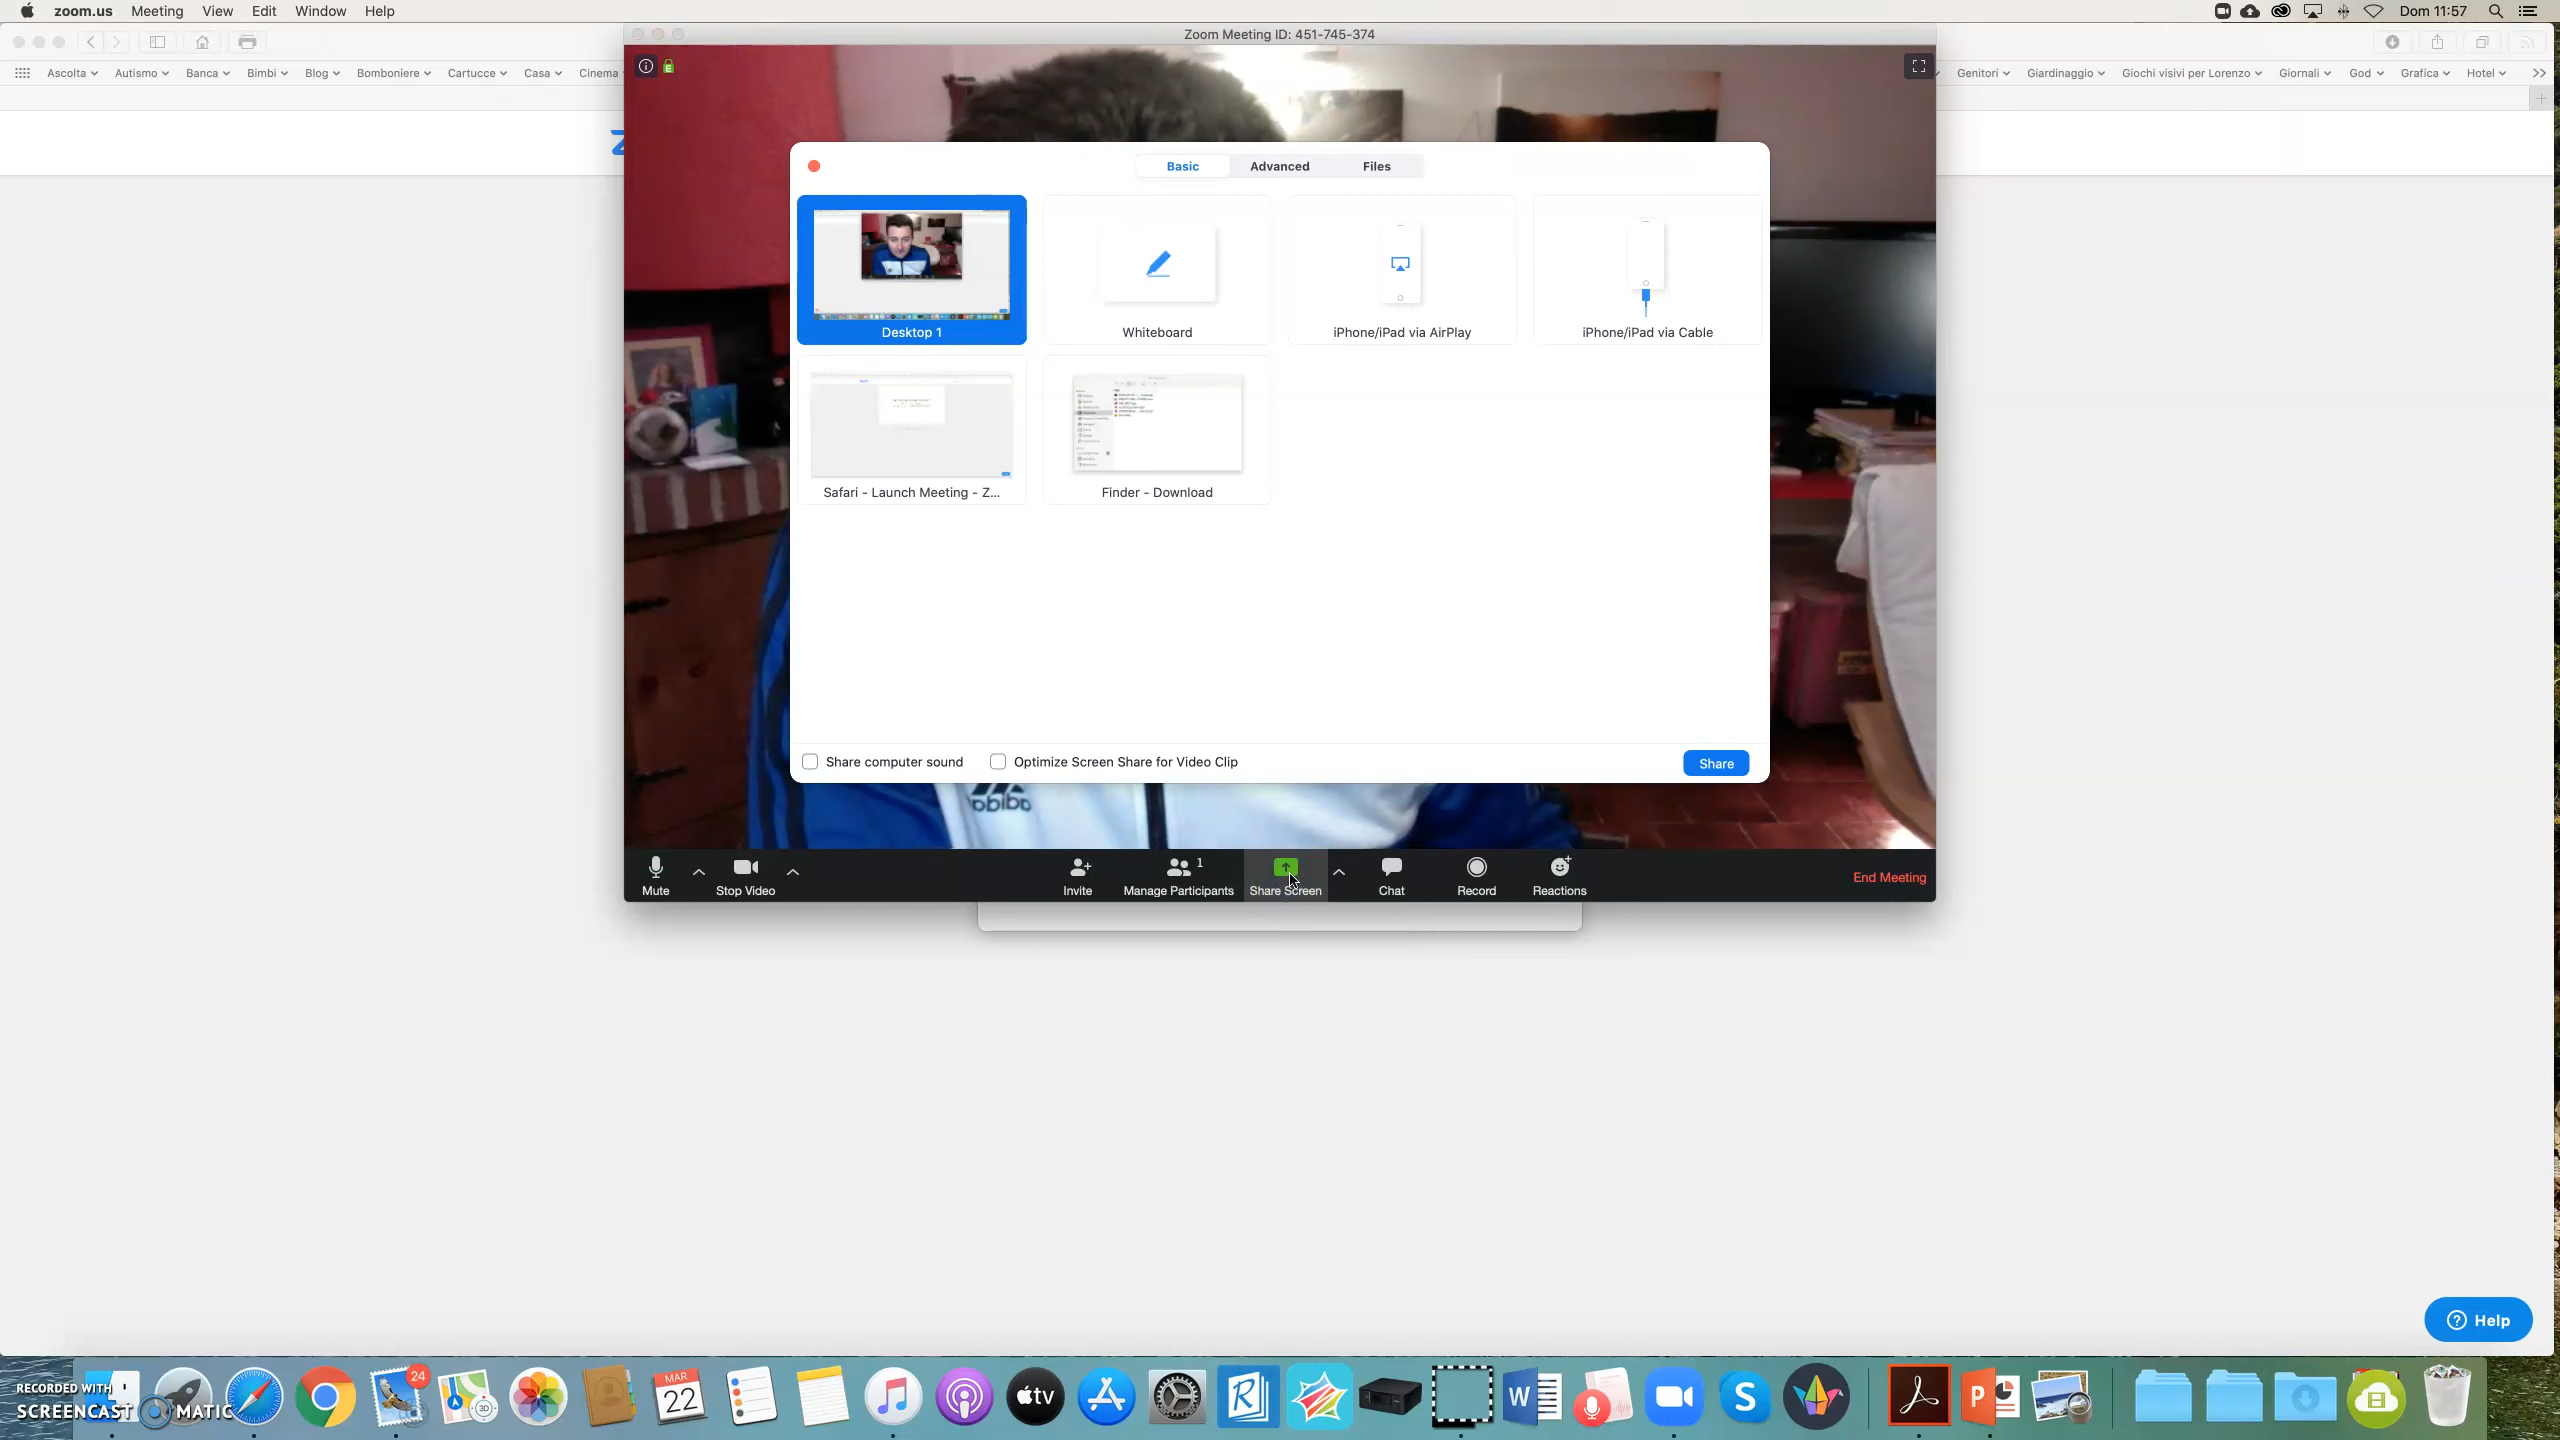 zoom.us Meeting View Edit Window Help Dom 11:57
Zoom Meeting ID: 451-745-374
Ascolta Autismo Banca Bimbi Blog Bomboniere Cartucce Casa Cinema Genitori Giardinaggio Giochi visivi per Lorenzo Giornali God Grafica Hotel
Basic Advanced Files
Desktop 1 Whiteboard iPhone/iPad via AirPlay iPhone/iPad via Cable
Safari - Launch Meeting - Z... Finder - Download
Share computer sound Optimize Screen Share for Video Clip Share
adidas
1
Mute Stop Video Invite Manage Participants Share Screen Chat Record Reactions End Meeting
Help
24
MAR
22
3D
tv
W
S
P
RECORDED WITH
SCREENCAST MATIC